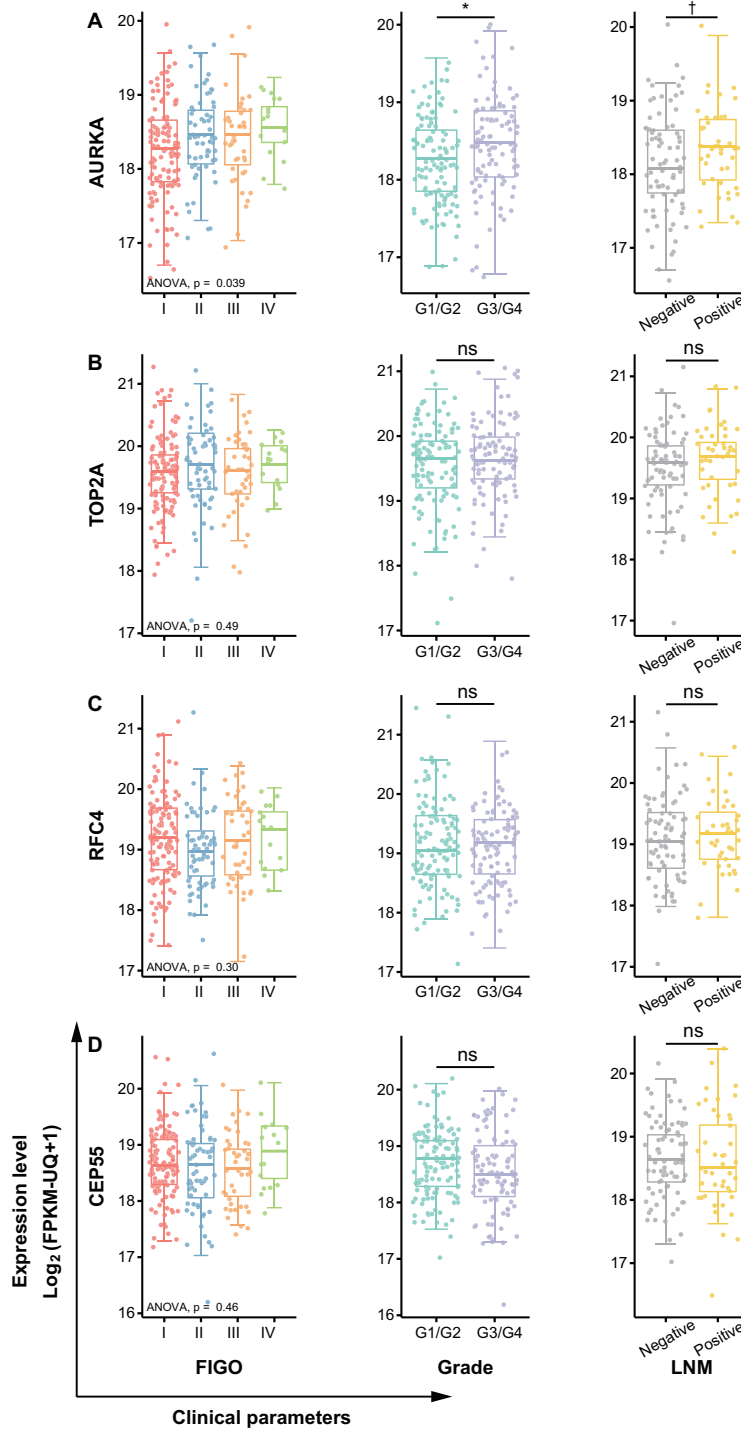 A
AURKA
20
19
18
17
ANOVA, p = 0.039
I II III IV
*
20
19
18
17
G1/G2 G3/G4
†
20
19
18
17
Negative Positive
B
TOP2A
21
20
19
18
17
ANOVA, p = 0.49
I II III IV
ns
21
20
19
18
17
G1/G2 G3/G4
ns
21
20
19
18
17
Negative Positive
C
RFC4
21
20
19
18
17
ANOVA, p = 0.30
I II III IV
ns
21
20
19
18
17
G1/G2 G3/G4
ns
21
20
19
18
17
Negative Positive
D
CEP55
20
19
18
17
16
ANOVA, p = 0.46
I II III IV
ns
20
19
18
17
16
G1/G2 G3/G4
ns
20
19
18
17
Negative Positive
FIGO Grade LNM
Expression level
Log₂ (FPKM-UQ+1)
Clinical parameters